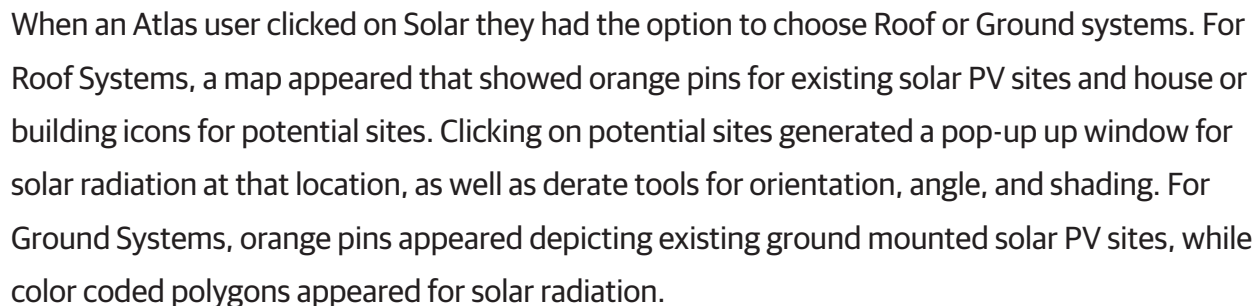 When an Atlas user clicked on Solar they had the option to choose Roof or Ground systems. For
Roof Systems, a map appeared that showed orange pins for existing solar PV sites and house or
building icons for potential sites. Clicking on potential sites generated a pop-up up window for
solar radiation at that location, as well as derate tools for orientation, angle, and shading. For
Ground Systems, orange pins appeared depicting existing ground mounted solar PV sites, while
color coded polygons appeared for solar radiation.